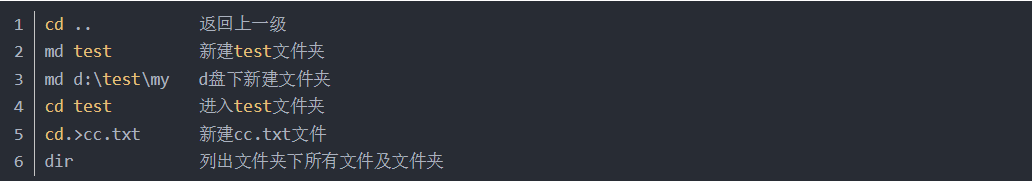 1 cd .. 返回上一级
2 md test 新建test文件夹
3 md d:\test\my d盘下新建文件夹
4 cd test 进入test文件夹
5 cd.>cc.txt 新建cc.txt文件
6 dir 列出文件夹下所有文件及文件夹